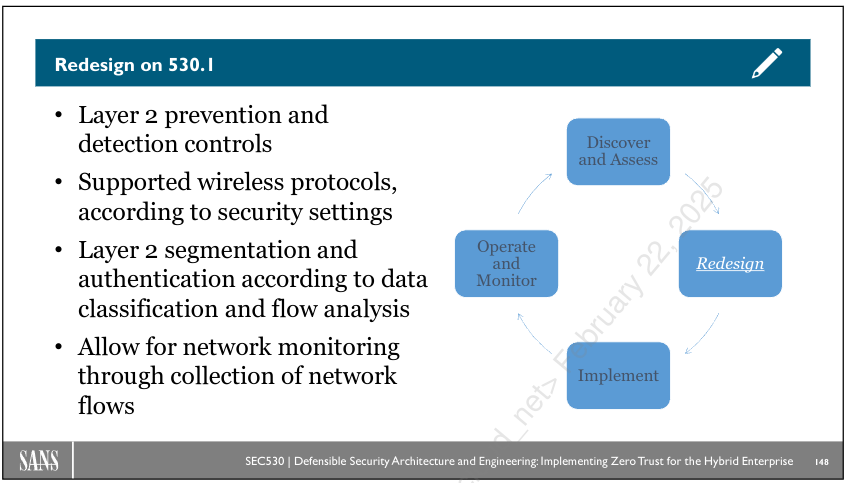 Redesign on 530.1
• Layer 2 prevention and
detection controls
• Supported wireless protocols,
according to security settings
• Layer 2 segmentation and
authentication according to data
classification and flow analysis
• Allow for network monitoring
through collection of network
flows
Discover
and Assess
Redesign
Implement
Operate
and
Monitor
d_net> February 22, 2025
SANS
SEC530 | Defensible Security Architecture and Engineering: Implementing Zero Trust for the Hybrid Enterprise
148